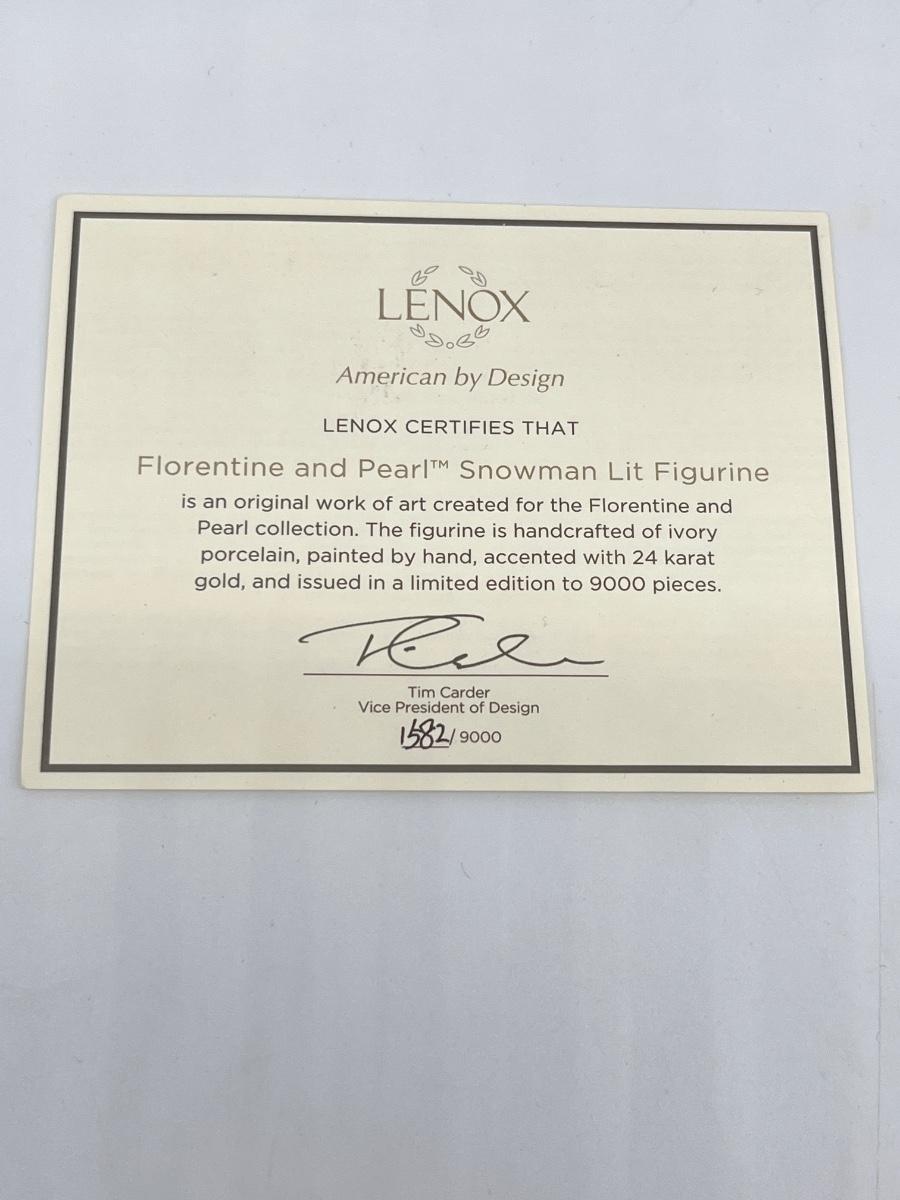 LENOX
American by Design
LENOX CERTIFIES THAT
Florentine and Pearl™ Snowman Lit Figurine
is an original work of art created for the Florentine and
Pearl collection. The figurine is handcrafted of ivory
porcelain, painted by hand, accented with 24 karat
gold, and issued in a limited edition to 9000 pieces.
Tim Carder
Vice President of Design
1582/9000